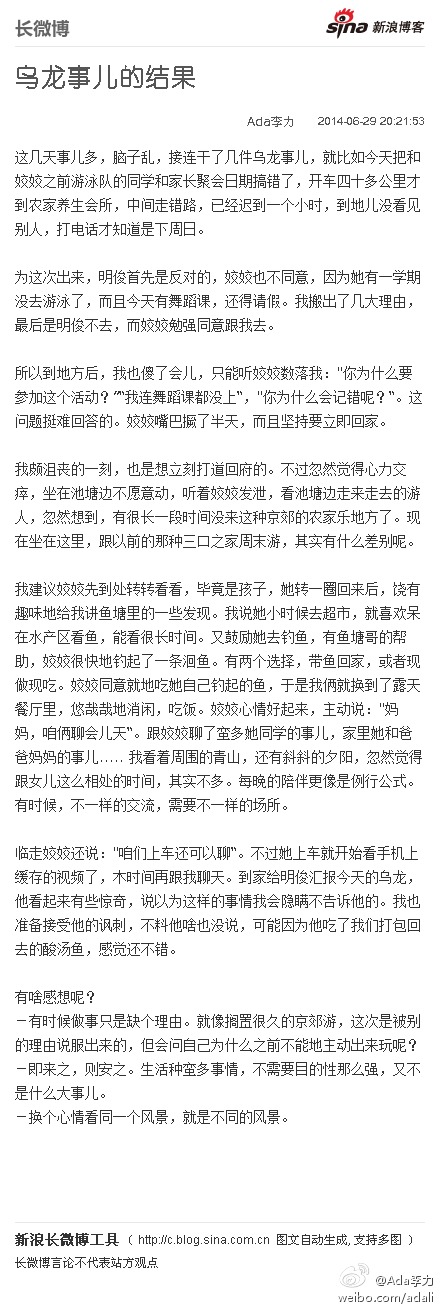 长微博
sina 新浪博客
乌龙事儿的结果
Ada李力 2014-06-29 20:21:53
这几天事儿多，脑子乱，接连干了几件乌龙事儿，就比如今天把和
姣姣之前游泳队的同学和家长聚会日期搞错了，开车四十多公里才
到农家养生会所，中间走错路，已经迟到一个小时，到地儿没看见
别人，打电话才知道是下周日。
为这次出来，明俊首先是反对的，姣姣也不同意，因为她有一学期
没去游泳了，而且今天有舞蹈课，还得请假。我搬出了几大理由，
最后是明俊不去，而姣姣勉强同意跟我去。
所以到地方后，我也傻了会儿，只能听姣姣数落我："你为什么要
参加这个活动？""我连舞蹈课都没上"，"你为什么会记错呢？"。这
问题挺难回答的。姣姣嘴巴撅了半天，而且坚持要立即回家。
我颇沮丧的一刻，也是想立刻打道回府的。不过忽然觉得心力交
瘁，坐在池塘边不愿意动，听着姣姣发泄，看池塘边走来走去的游
人，忽然想到，有很长一段时间没来这种京郊的农家乐地方了。现
在坐在这里，跟以前的那种三口之家周末游，其实有什么差别呢。
我建议姣姣先到处转转看看，毕竟是孩子，她转一圈回来后，饶有
趣味地给我讲鱼塘里的一些发现。我说她小时候去超市，就喜欢呆
在水产区看鱼，能看很长时间。又鼓励她去钓鱼，有鱼塘哥的帮
助，姣姣很快地钓起了一条洄鱼。有两个选择，带鱼回家，或者现
做现吃。姣姣同意就地吃她自己钓起的鱼，于是我俩就换到了露天
餐厅里，悠哉哉地消闲，吃饭。姣姣心情好起来，主动说："妈
妈，咱俩聊会儿天"。跟姣姣聊了蛮多她同学的事儿，家里她和爸
爸妈妈的事儿..... 我看着周围的青山，还有斜斜的夕阳，忽然觉得
跟女儿这么相处的时间，其实不多。每晚的陪伴更像是例行公式。
有时候，不一样的交流，需要不一样的场所。
临走姣姣还说："咱们上车还可以聊"。不过她上车就开始看手机上
缓存的视频了，木时间再跟我聊天。到家给明俊汇报今天的乌龙，
他看起来有些惊奇，说以为这样的事情我会隐瞒不告诉他的。我也
准备接受他的讽刺，不料他啥也没说，可能因为他吃了我们打包回
去的酸汤鱼，感觉还不错。
有啥感想呢？
－有时候做事只是缺个理由。就像搁置很久的京郊游，这次是被别
的理由说服出来的，但会问自己为什么之前不能地主动出来玩呢？
－即来之，则安之。生活种蛮多事情，不需要目的性那么强，又不
是什么大事儿。
－换个心情看同一个风景，就是不同的风景。
新浪长微博工具（ http://c.blog.sina.com.cn 图文自动生成, 支持多图 ）
长微博言论不代表站方观点
@Ada李力
weibo.com/adali